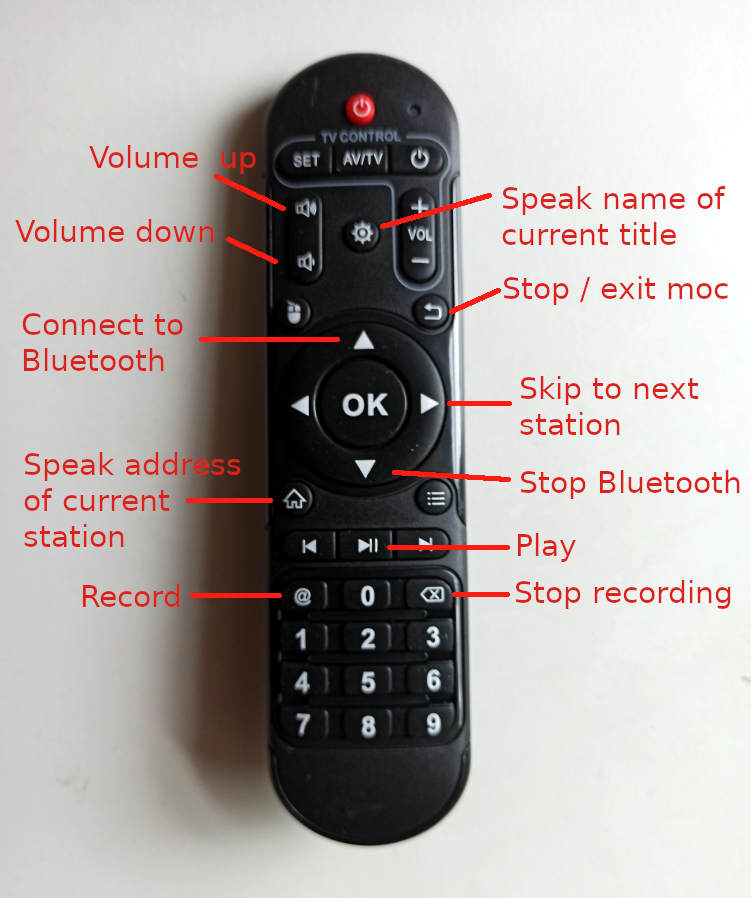 TV CONTROL
Volume up
SET AV/TV
Speak name of
current title
Volume down
VOL
Stop / exit moc
Connect to
Bluetooth
OK
Skip to next
station
Speak address
of current
station
Stop Bluetooth
Play
Record
@ 0
Stop recording
1 2 3
4 5 6
7 8 9